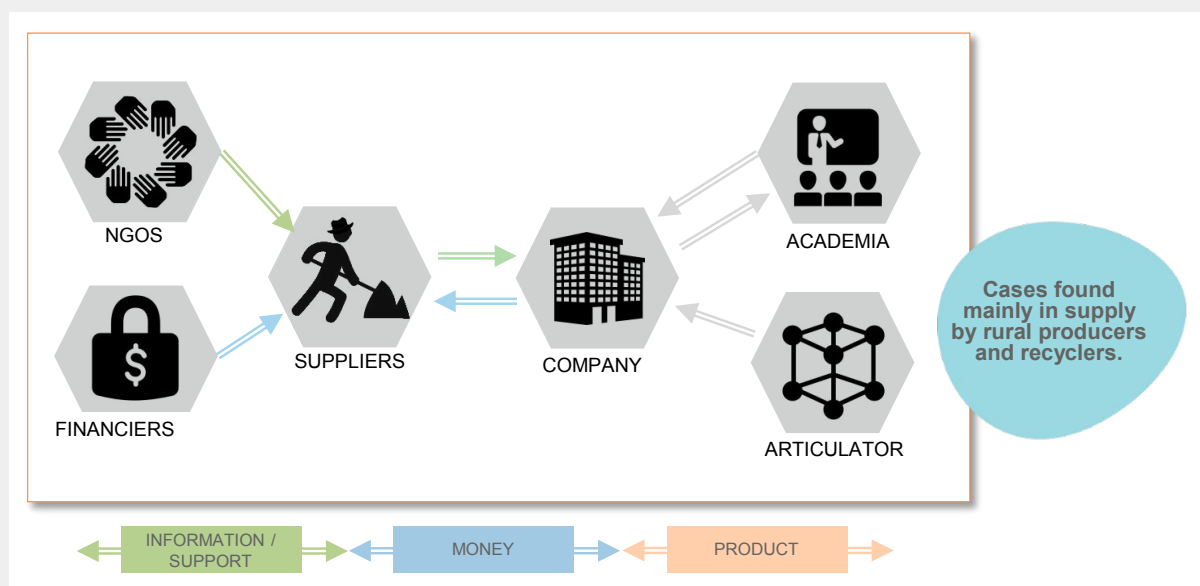 NGOS
FINANCIERS
SUPPLIERS
COMPANY
ACADEMIA
ARTICULATOR
Cases found
mainly in supply
by rural producers
and recyclers.
INFORMATION /
SUPPORT
MONEY
PRODUCT
$